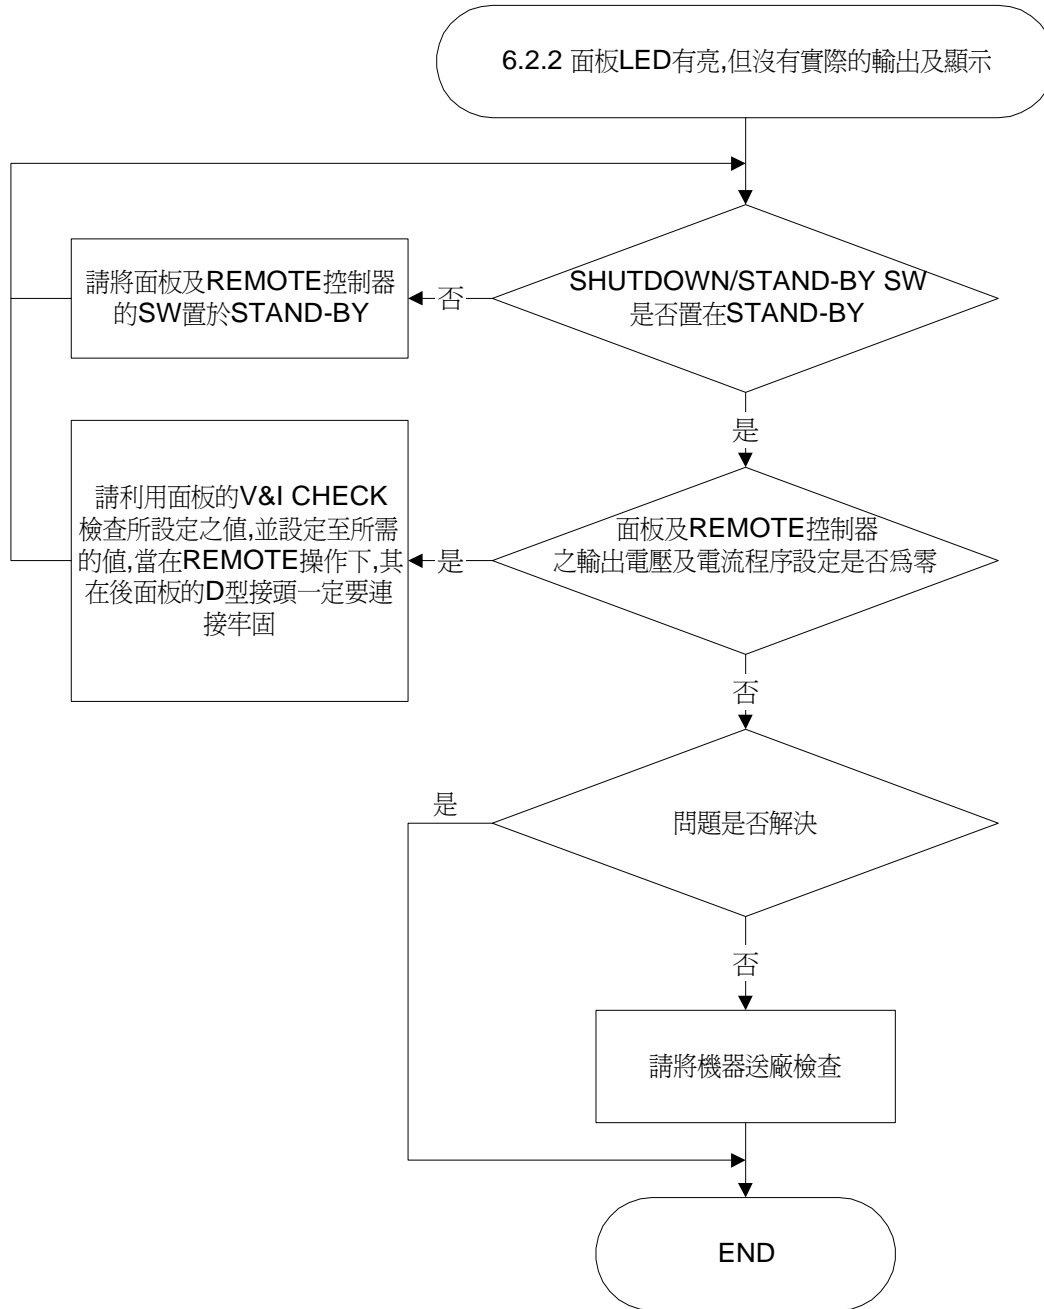 6.2.2 面板LED有亮,但沒有實際的輸出及顯示
SHUTDOWN/STAND-BY SW
是否置在STAND-BY
否
請將面板及REMOTE控制器
的SW置於STAND-BY
是
面板及REMOTE控制器
之輸出電壓及電流程序設定是否為零
是
請利用面板的V&I CHECK
檢查所設定之值,並設定至所需
的值,當在REMOTE操作下,其
在後面板的D型接頭一定要連
接牢固
否
問題是否解決
是
否
請將機器送廠檢查
END